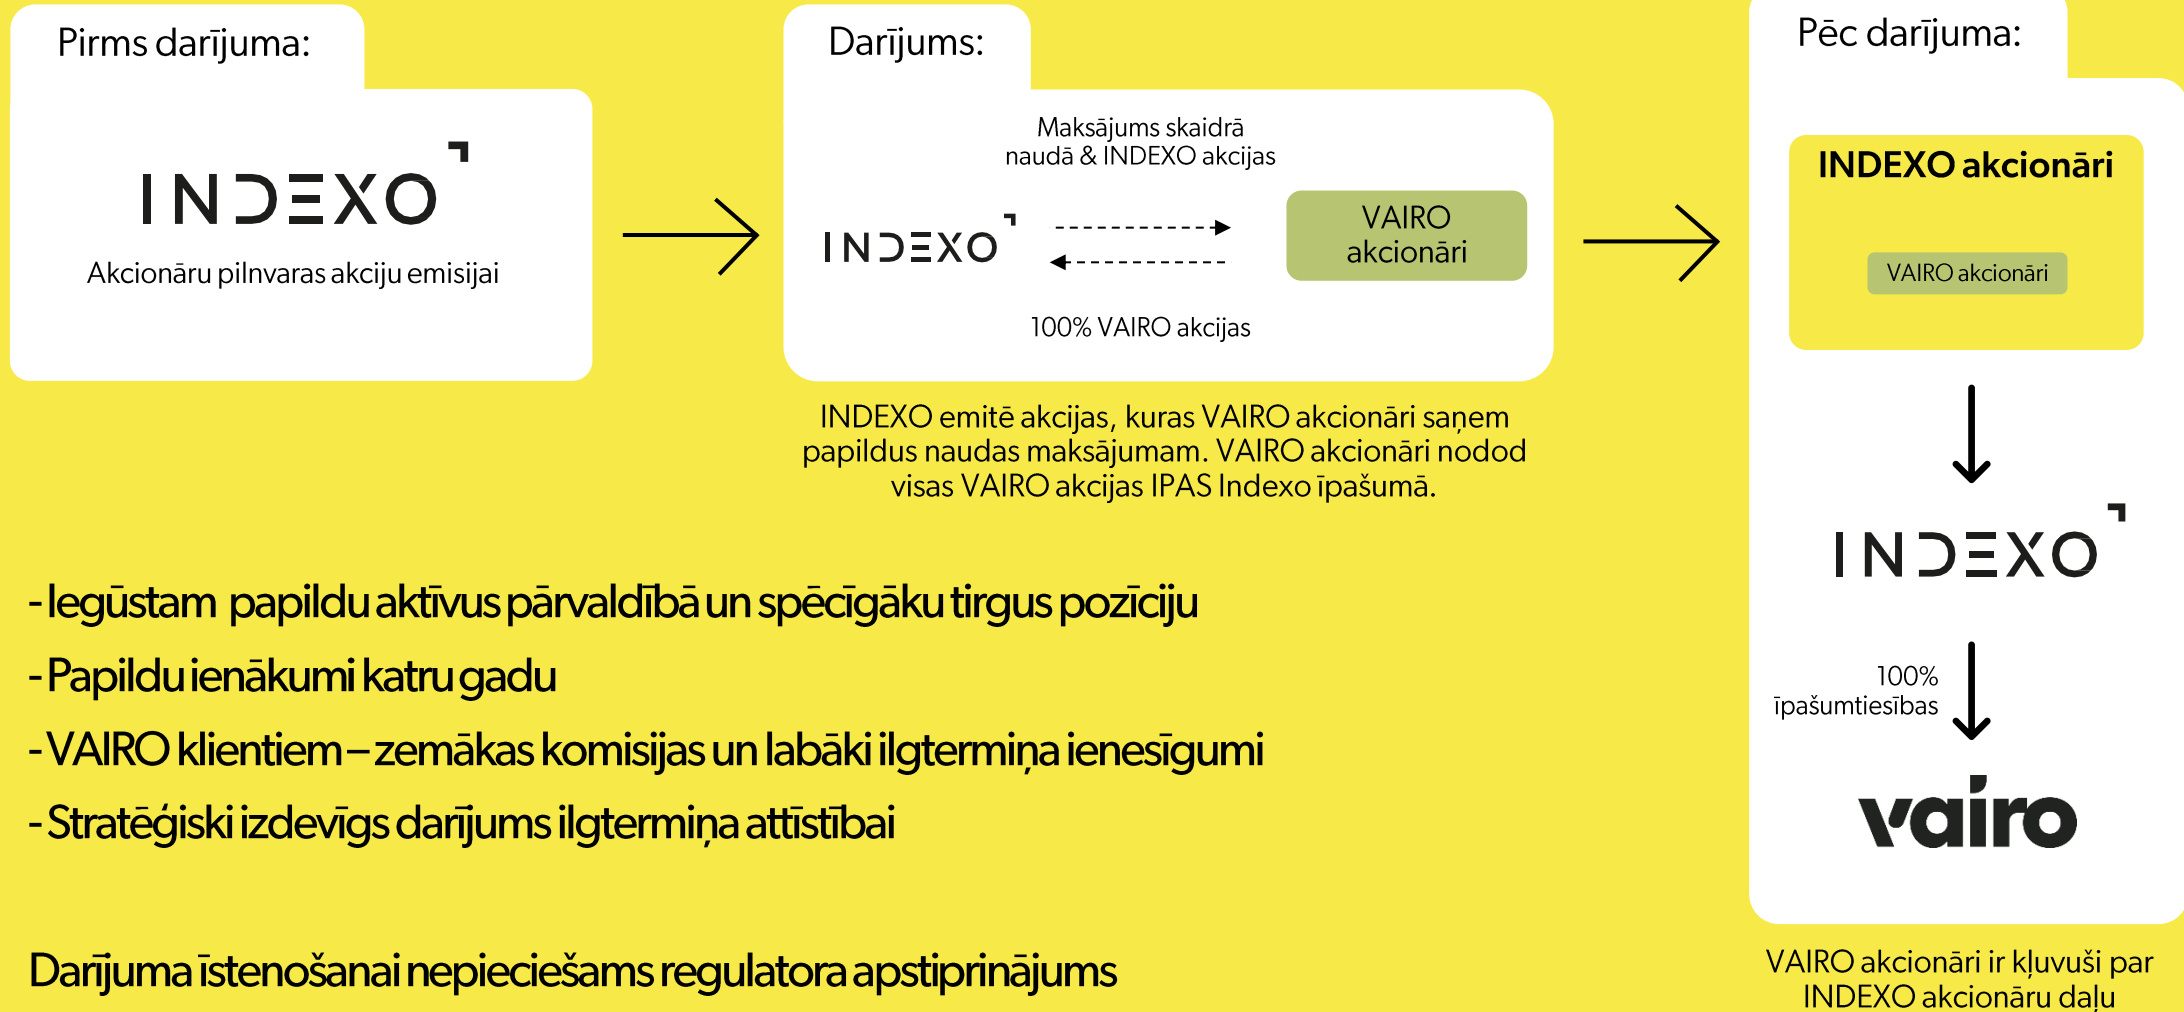 Pirms darījuma:
INDEXO
Akcionāru pilnvaras akciju emisijai
Darījums:
Maksājums skaidrā
naudā & INDEXO akcijas
INDEXO
VAIRO
akcionāri
100% VAIRO akcijas
INDEXO emitē akcijas, kuras VAIRO akcionāri saņem
papildus naudas maksājumam. VAIRO akcionāri nodod
visas VAIRO akcijas IPAS Indexo īpašumā.
Pēc darījuma:
INDEXO akcionāri
VAIRO akcionāri
INDEXO
100%
īpašumtiesības
vairo
VAIRO akcionāri ir kļuvuši par
INDEXO akcionāru daļu
- Iegūstam papildu aktīvus pārvaldībā un spēcīgāku tirgus pozīciju
- Papildu ienākumi katru gadu
- VAIRO klientiem – zemākas komisijas un labāki ilgtermiņa ienesīgumi
- Stratēģiski izdevīgs darījums ilgtermiņa attīstībai
Darījuma īstenošanai nepieciešams regulatora apstiprinājums